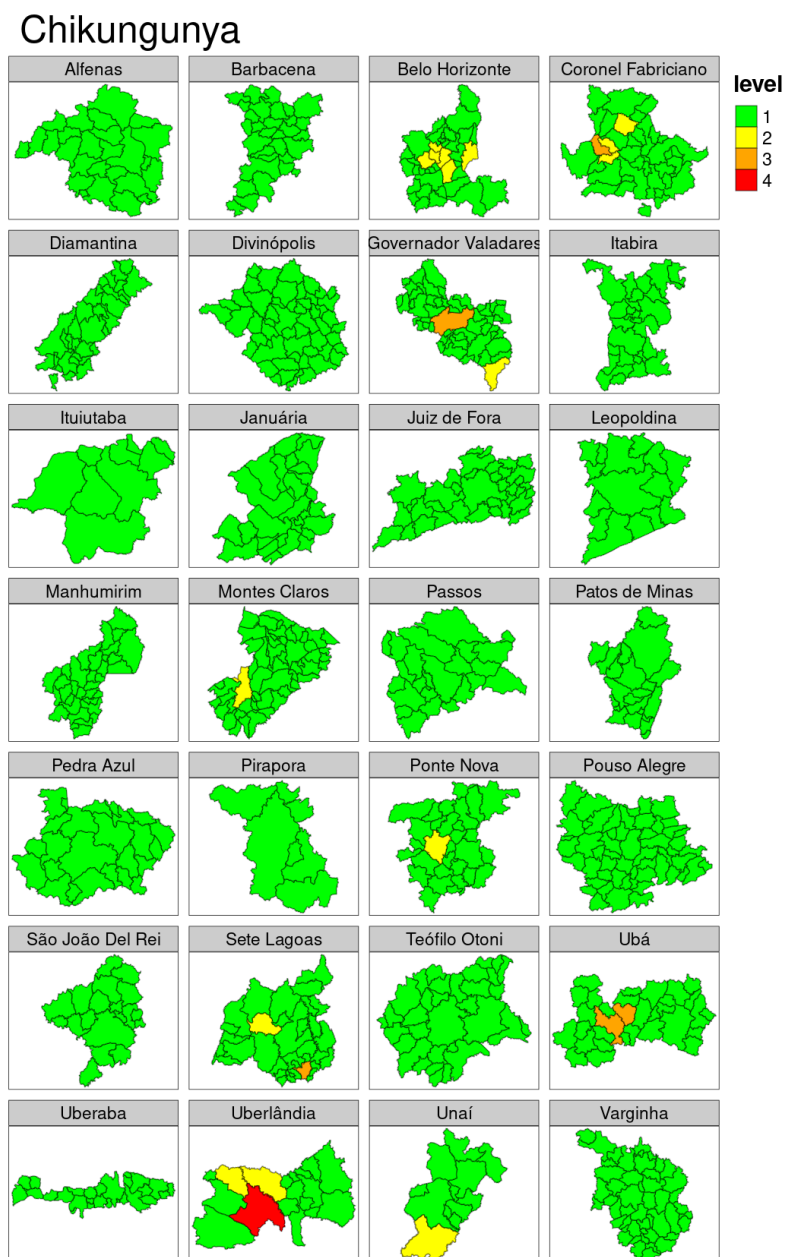 Chikungunya
Alfenas
Barbacena
Belo Horizonte
Coronel Fabriciano
level
1
2
3
4
Diamantina
Divinópolis
Governador Valadares
Itabira
Ituiutaba
Januária
Juiz de Fora
Leopoldina
Manhumirim
Montes Claros
Passos
Patos de Minas
Pedra Azul
Pirapora
Ponte Nova
Pouso Alegre
São João Del Rei
Sete Lagoas
Teófilo Otoni
Ubá
Uberaba
Uberlândia
Unaí
Varginha